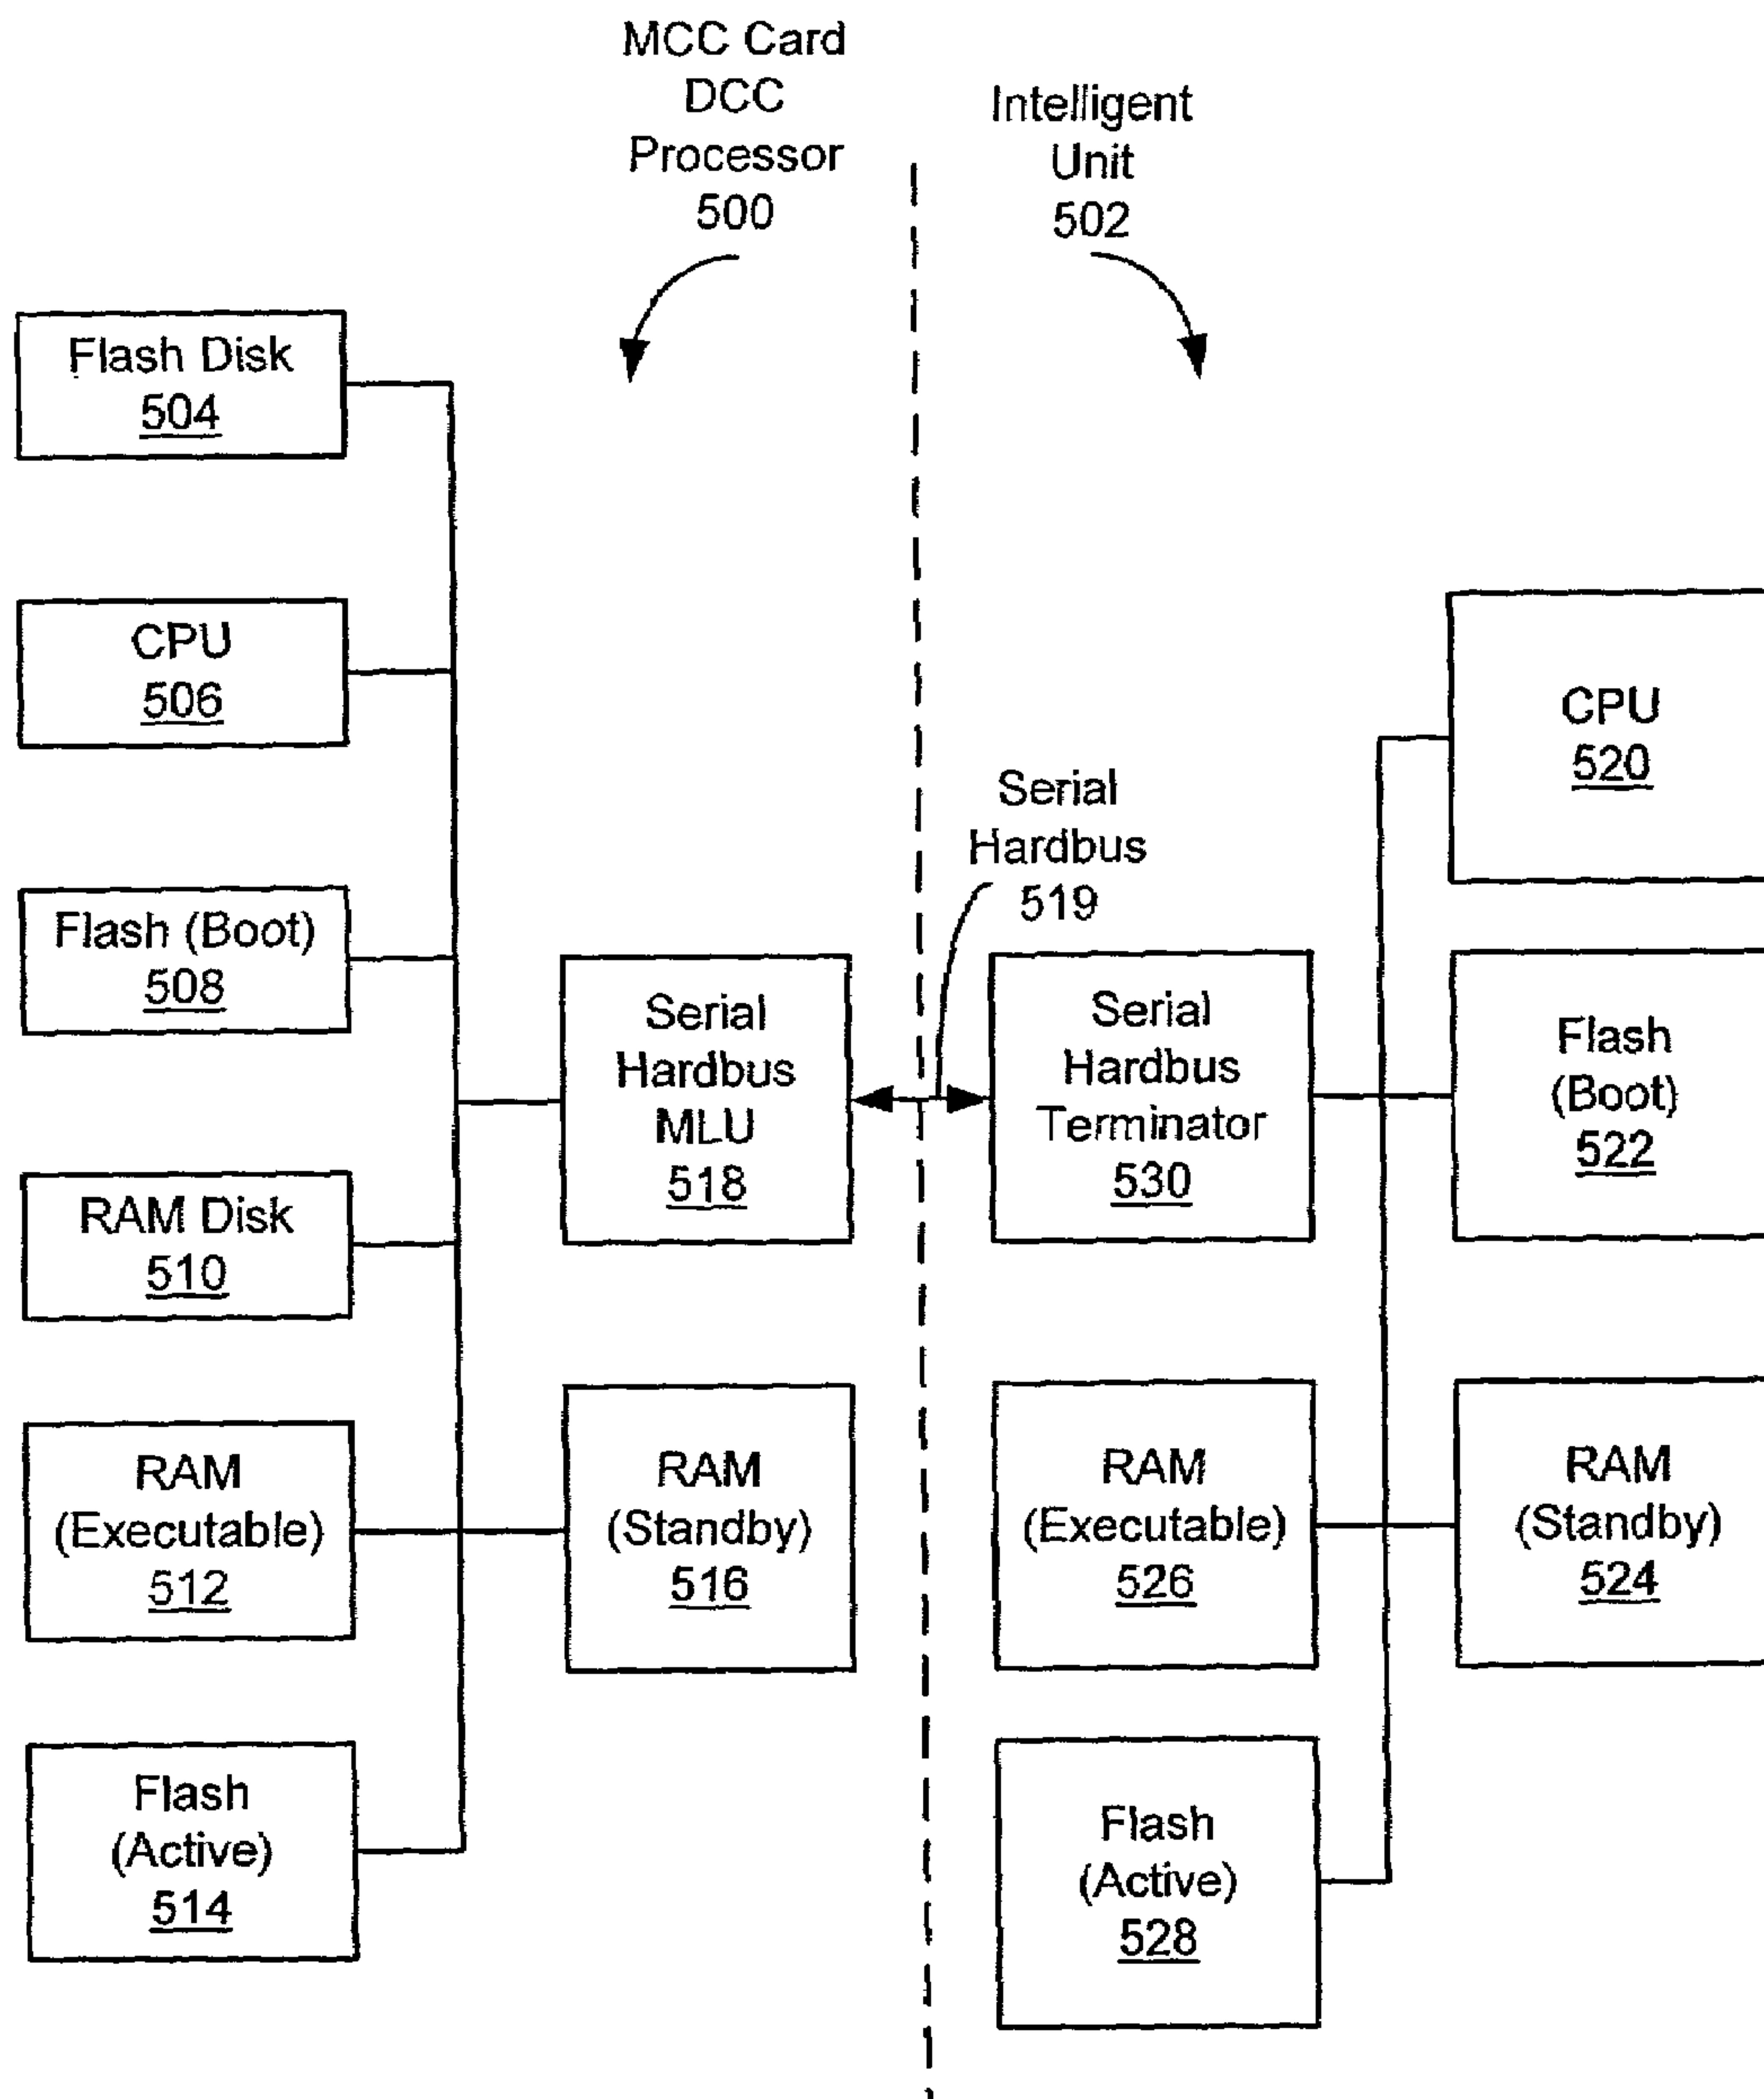 MCC Card
DCC
Processor
500
Intelligent
Unit
502
Flash Disk
504
CPU
506
Flash (Boot)
508
RAM Disk
510
RAM
(Executable)
512
Flash
(Active)
514
Serial
Hardbus
MLU
518
RAM
(Standby)
516
Serial
Hardbus
519
Serial
Hardbus
Terminator
530
RAM
(Executable)
526
Flash
(Active)
528
CPU
520
Flash
(Boot)
522
RAM
(Standby)
524